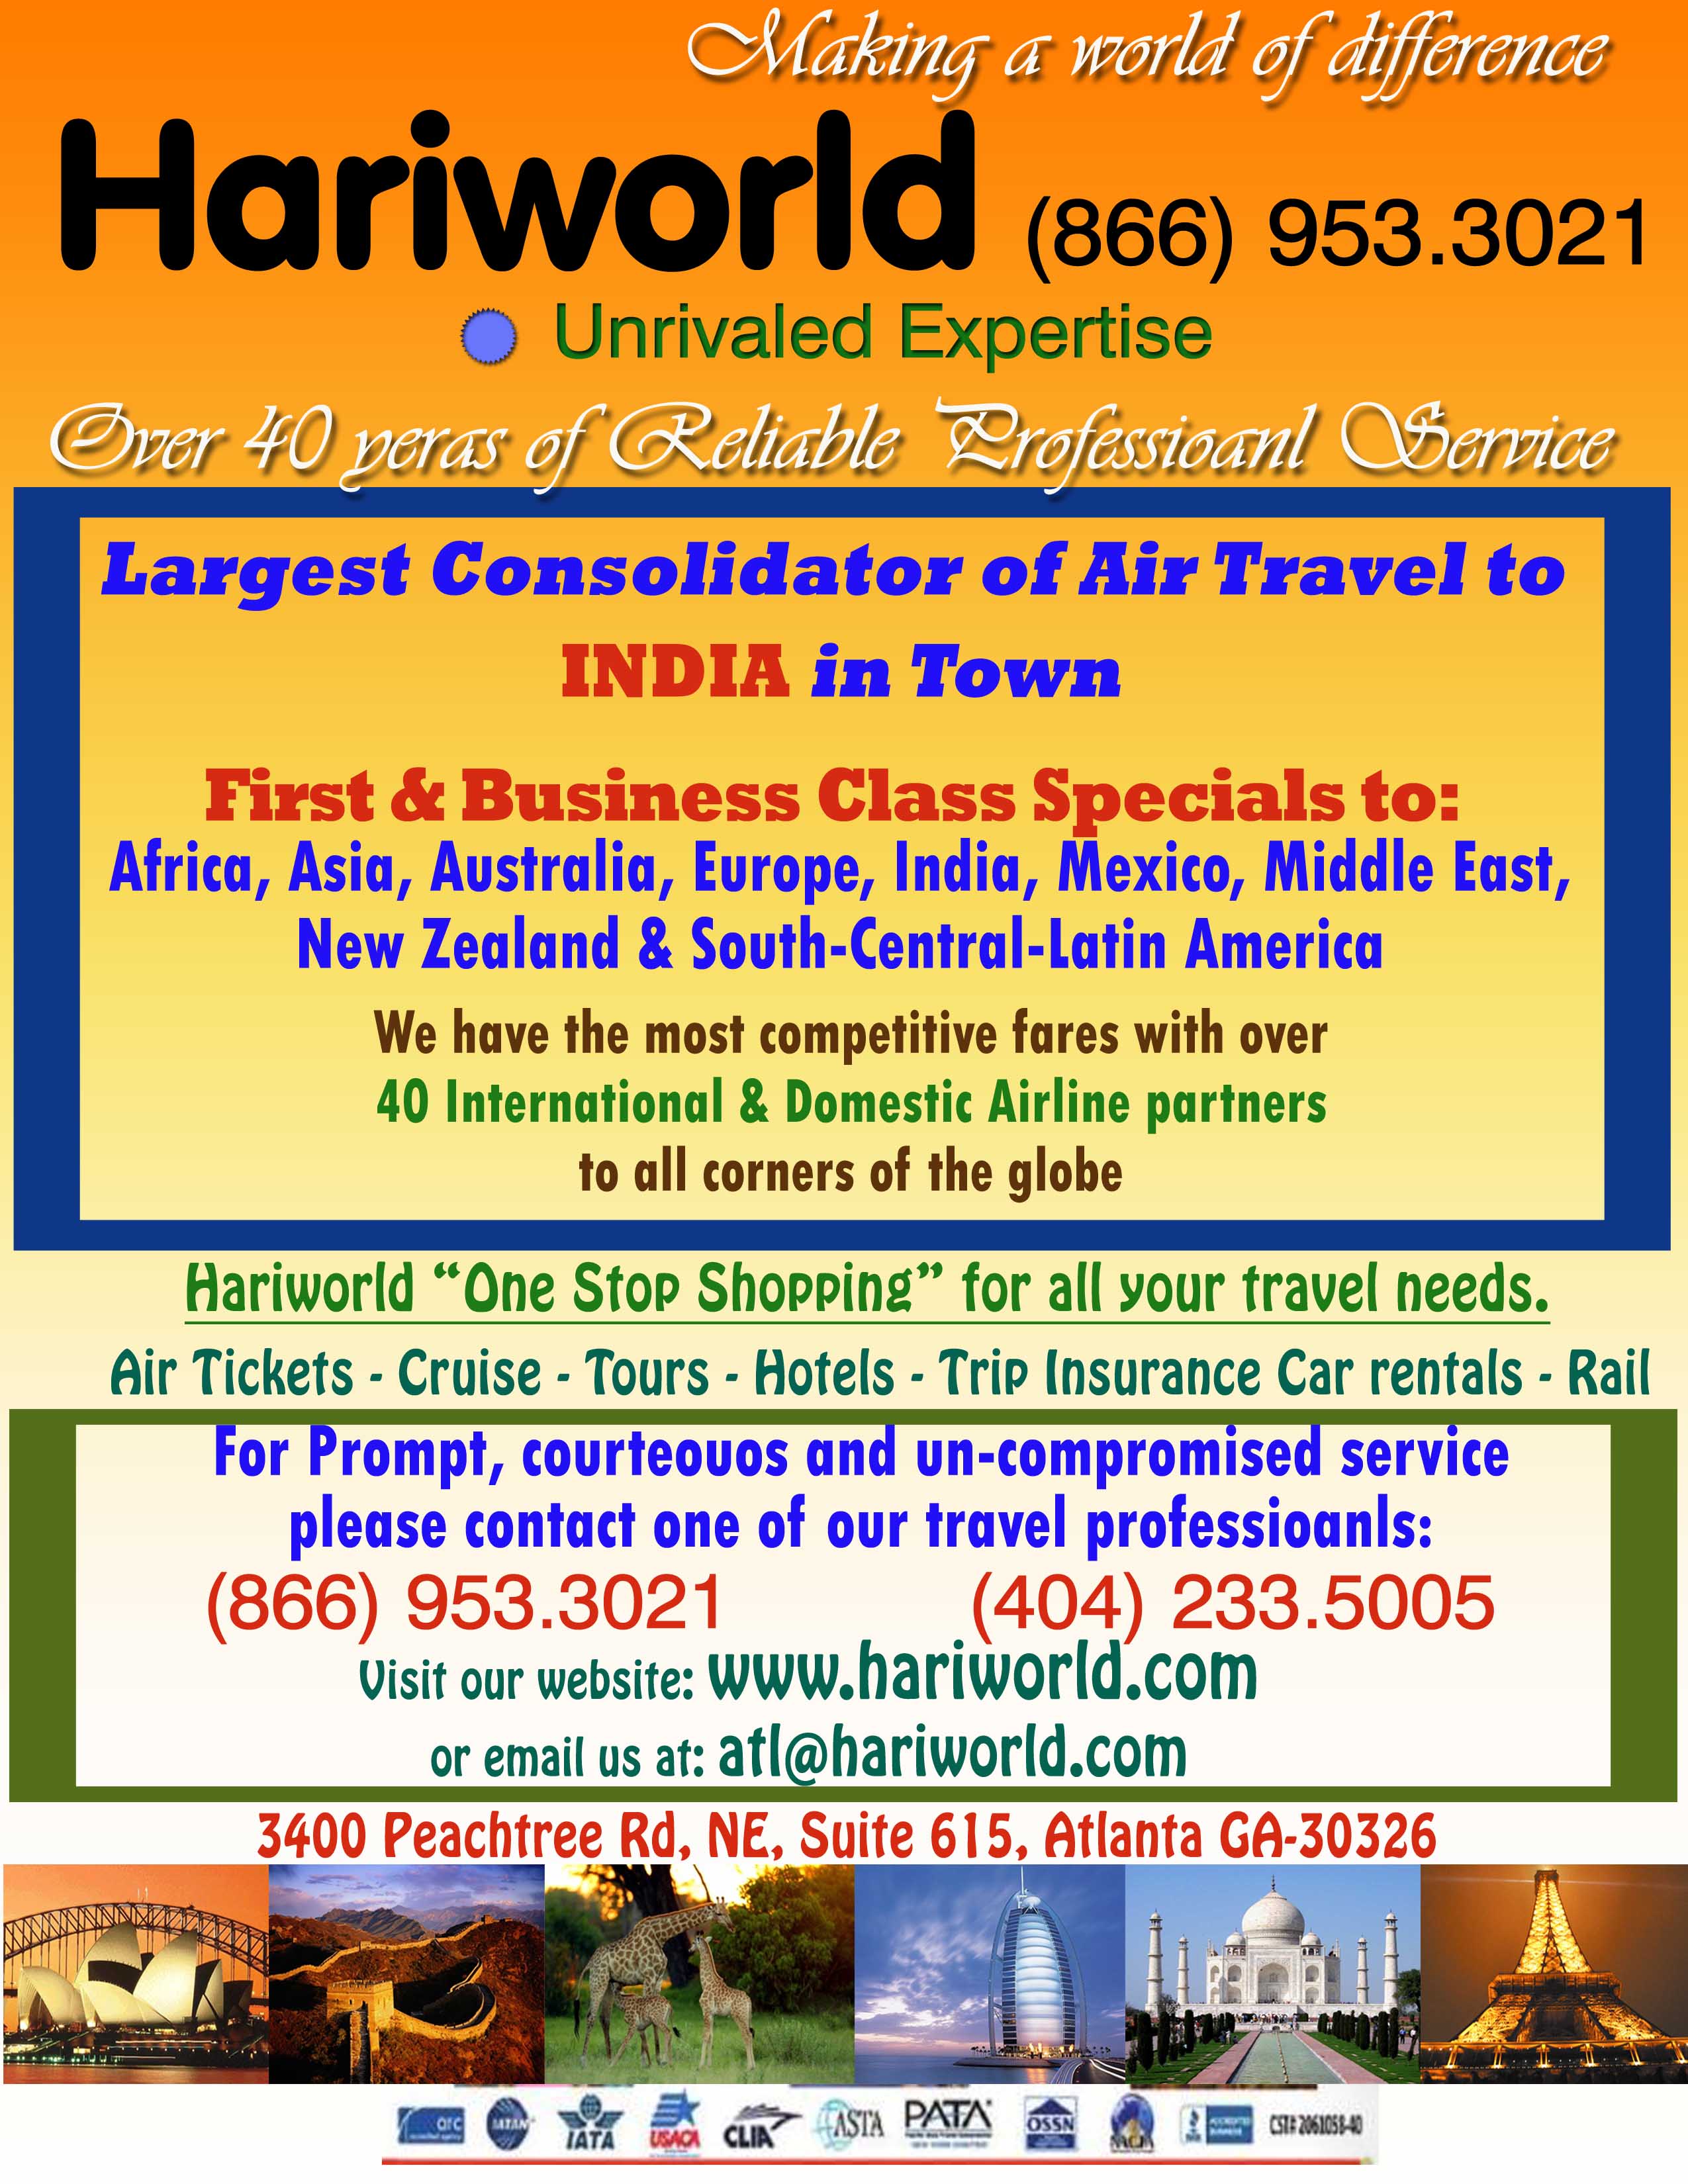 Making a world of difference
Hariworld (866) 953.3021
Unrivaled Expertise
Over 40 yeras of Reliable Professioanl Service
Largest Consolidator of Air Travel to
INDIA in Town
First & Business Class Specials to:
Africa, Asia, Australia, Europe, India, Mexico, Middle East,
New Zealand & South-Central-Latin America
We have the most competitive fares with over
40 International & Domestic Airline partners
to all corners of the globe
Hariworld “One Stop Shopping” for all your travel needs.
Air Tickets - Cruise - Tours - Hotels - Trip Insurance Car rentals - Rail
For Prompt, courteouos and un-compromised service
please contact one of our travel professioanls:
(866) 953.3021 (404) 233.5005
Visit our website: www.hariworld.com
or email us at: atl@hariworld.com
3400 Peachtree Rd, NE, Suite 615, Atlanta GA-30326
arc IATAN IATA USACA CLIA ASTA PATA OSSN NACTA BBB ACCREDITED BUSINESS CST# 2061058-40